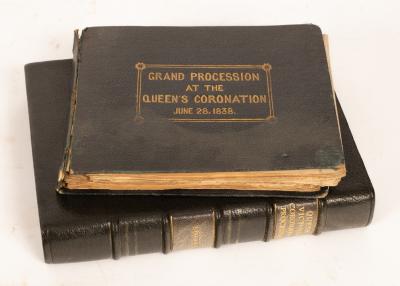 GRAND PROCESSION
AT THE
QUEEN'S CORONATION
JUNE 28. 1838.